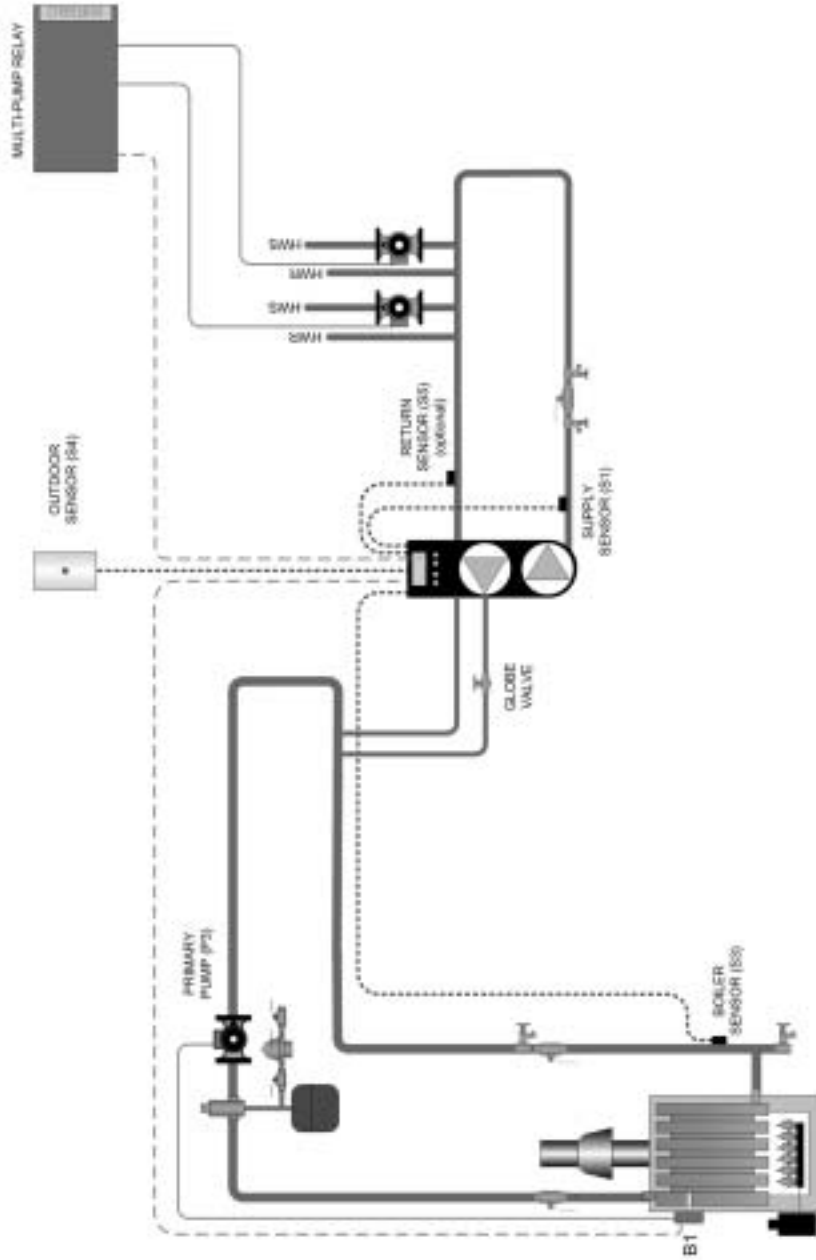 MULTI-PUMP RELAY
OUTDOOR
SENSOR (S4)
HWS
HWR
HWS
HWR
RETURN
SENSOR (S5)
(optional)
SUPPLY
SENSOR (S1)
GLOBE
VALVE
PRIMARY
PUMP (P3)
BOILER
SENSOR (S3)
B1